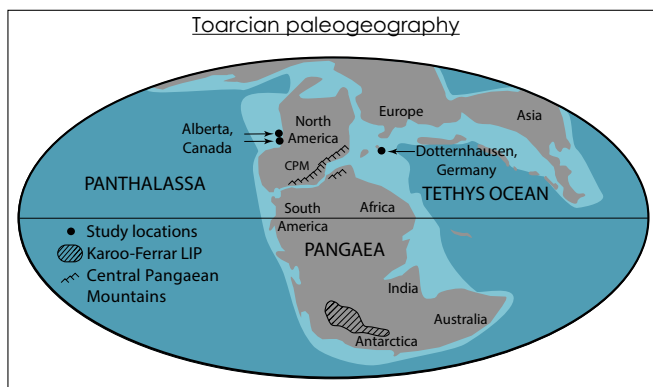 Toarcian paleogeography
North
America
Europe
Asia
Alberta,
Canada
CPM
Dotternhausen,
Germany
PANTHALASSA
TETHYS OCEAN
South
America
Africa
Study locations
PANGAEA
Karoo-Ferrar LIP
Central Pangaean
Mountains
India
Australia
Antarctica